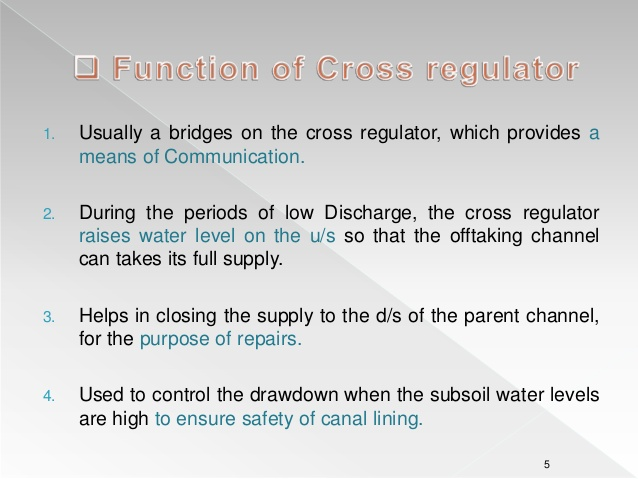 ❑ Function of Cross regulator
1. Usually a bridges on the cross regulator, which provides a
means of Communication.
2. During the periods of low Discharge, the cross regulator
raises water level on the u/s so that the offtaking channel
can takes its full supply.
3. Helps in closing the supply to the d/s of the parent channel,
for the purpose of repairs.
4. Used to control the drawdown when the subsoil water levels
are high to ensure safety of canal lining.
5